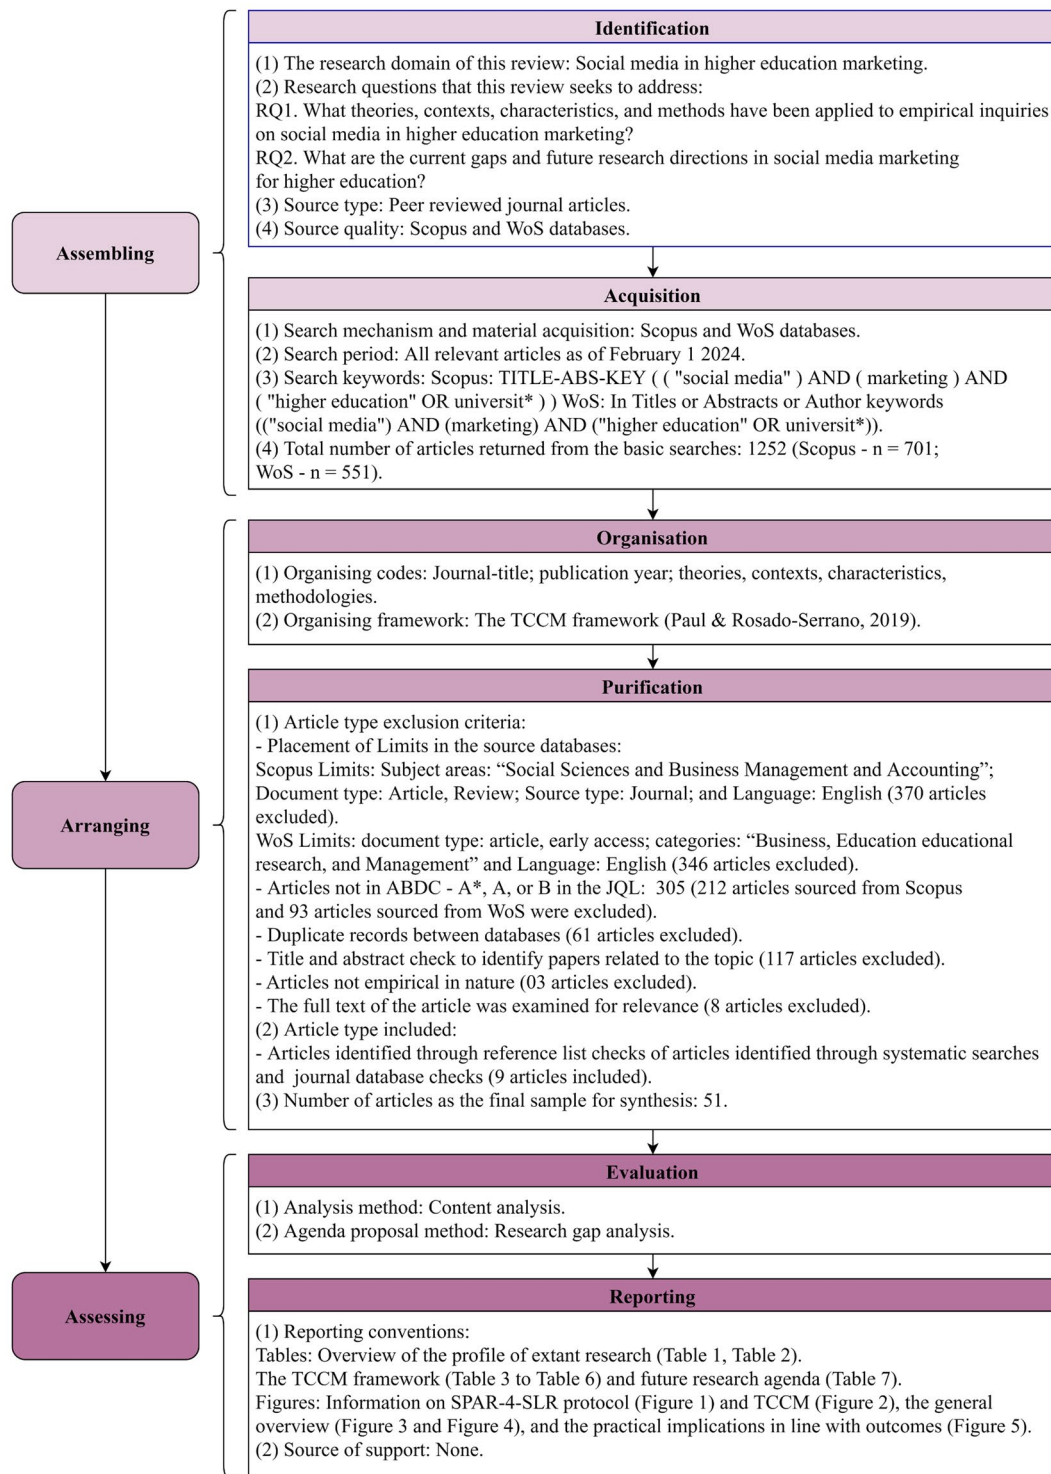 Identification
(1) The research domain of this review: Social media in higher education marketing.
(2) Research questions that this review seeks to address:
RQ1. What theories, contexts, characteristics, and methods have been applied to empirical inquiries
on social media in higher education marketing?
RQ2. What are the current gaps and future research directions in social media marketing
for higher education?
(3) Source type: Peer reviewed journal articles.
(4) Source quality: Scopus and WoS databases.
Assembling
Acquisition
(1) Search mechanism and material acquisition: Scopus and WoS databases.
(2) Search period: All relevant articles as of February 1 2024.
(3) Search keywords: Scopus: TITLE-ABS-KEY ( ( "social media" ) AND ( marketing ) AND
( "higher education" OR universit* ) ) WoS: In Titles or Abstracts or Author keywords
(("social media") AND (marketing) AND ("higher education" OR universit*)).
(4) Total number of articles returned from the basic searches: 1252 (Scopus - n = 701;
WoS - n = 551).
Organisation
(1) Organising codes: Journal-title; publication year; theories, contexts, characteristics,
methodologies.
(2) Organising framework: The TCCM framework (Paul & Rosado-Serrano, 2019).
Purification
(1) Article type exclusion criteria:
- Placement of Limits in the source databases:
Scopus Limits: Subject areas: “Social Sciences and Business Management and Accounting”;
Document type: Article, Review; Source type: Journal; and Language: English (370 articles
excluded).
WoS Limits: document type: article, early access; categories: “Business, Education educational
research, and Management” and Language: English (346 articles excluded).
- Articles not in ABDC - A*, A, or B in the JQL: 305 (212 articles sourced from Scopus
and 93 articles sourced from WoS were excluded).
- Duplicate records between databases (61 articles excluded).
- Title and abstract check to identify papers related to the topic (117 articles excluded).
- Articles not empirical in nature (03 articles excluded).
- The full text of the article was examined for relevance (8 articles excluded).
(2) Article type included:
- Articles identified through reference list checks of articles identified through systematic searches
and journal database checks (9 articles included).
(3) Number of articles as the final sample for synthesis: 51.
Arranging
Evaluation
(1) Analysis method: Content analysis.
(2) Agenda proposal method: Research gap analysis.
Reporting
(1) Reporting conventions:
Tables: Overview of the profile of extant research (Table 1, Table 2).
The TCCM framework (Table 3 to Table 6) and future research agenda (Table 7).
Figures: Information on SPAR-4-SLR protocol (Figure 1) and TCCM (Figure 2), the general
overview (Figure 3 and Figure 4), and the practical implications in line with outcomes (Figure 5).
(2) Source of support: None.
Assessing